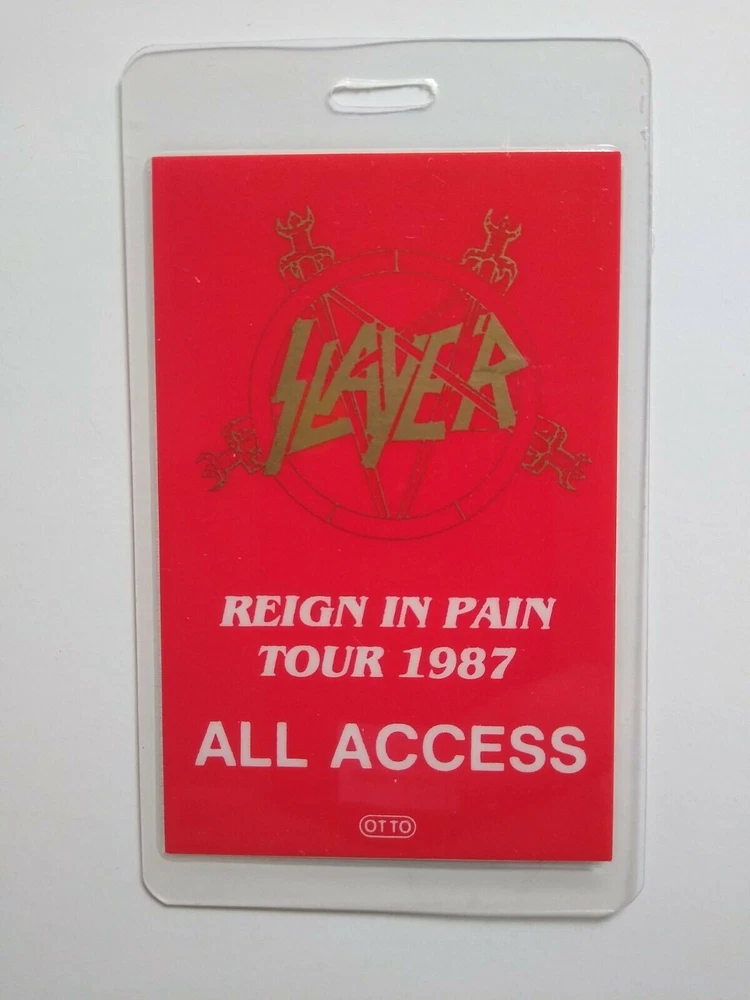 SLAYER
REIGN IN PAIN
TOUR 1987
ALL ACCESS
OTTO